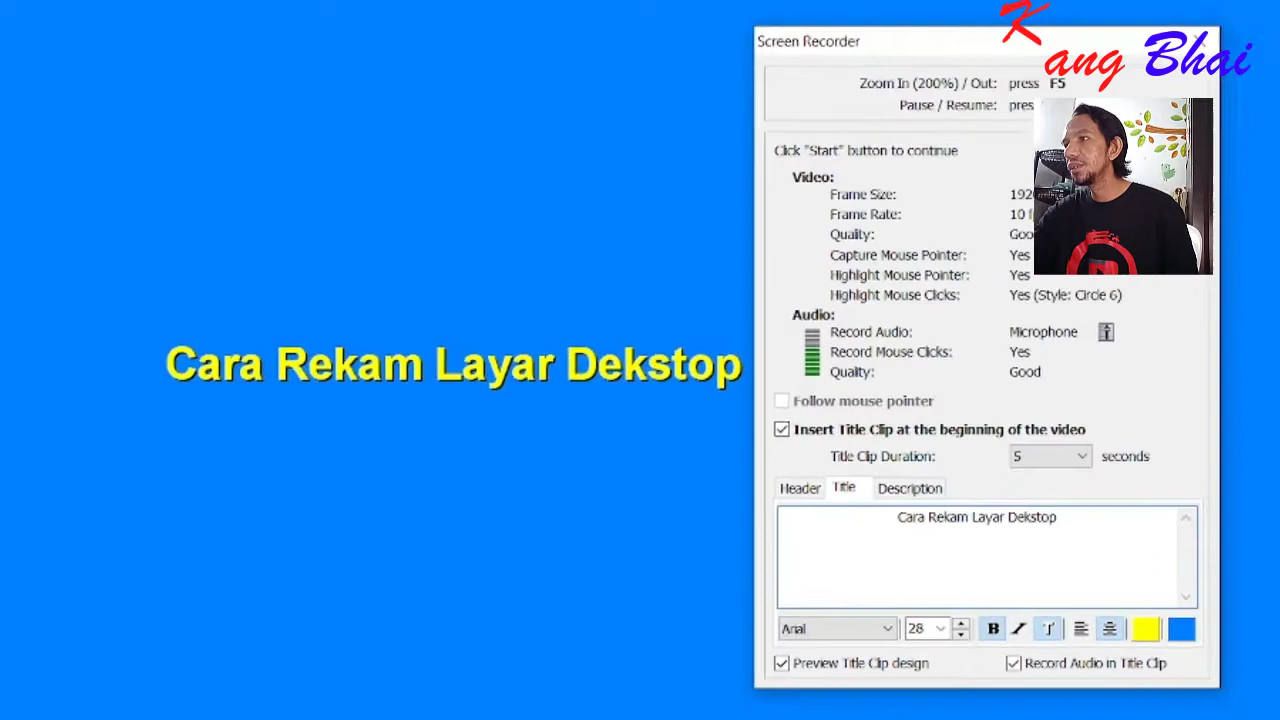 Kang Bhai
Screen Recorder
Zoom In (200%) / Out: press F5
Pause / Resume:
Click "Start" button to continue
Video:
Frame Size:
Frame Rate: 10
Quality:
Capture Mouse Pointer: Yes
Highlight Mouse Pointer: Yes
Highlight Mouse Clicks: Yes (Style: Circle 6)
Audio:
Record Audio: Microphone
Record Mouse Clicks: Yes
Quality: Good
Cara Rekam Layar Dekstop
Follow mouse pointer
Insert Title Clip at the beginning of the video
Title Clip Duration: 5 seconds
Header Title Description
Cara Rekam Layar Dekstop
Arial 28 B I T
Preview Title Clip design Record Audio in Title Clip